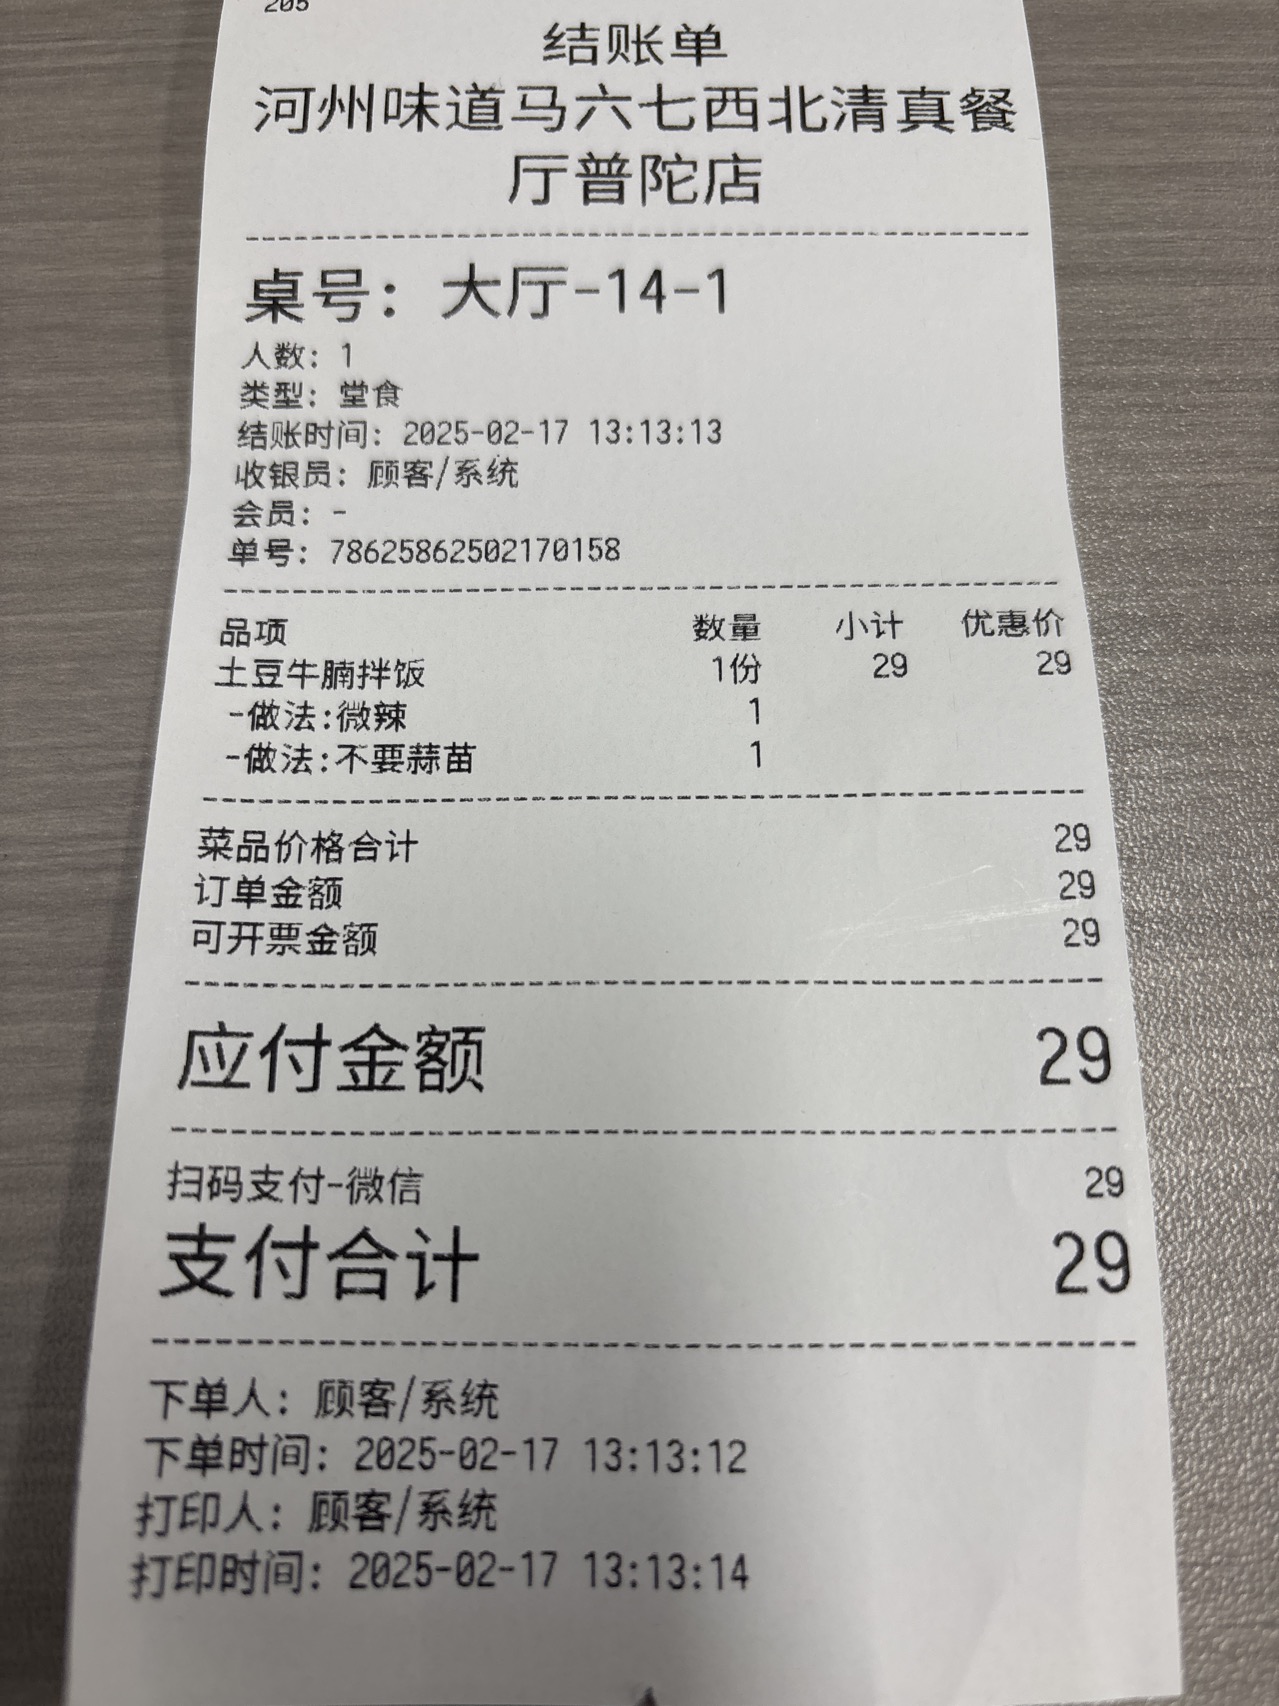 205
结账单
河州味道马六七西北清真餐
厅普陀店
桌号：大厅-14-1
人数：1
类型：堂食
结账时间：2025-02-17 13:13:13
收银员：顾客/系统
会员：-
单号：78625862502170158
品项 数量 小计 优惠价
土豆牛腩拌饭 1份 29 29
-做法:微辣 1
-做法:不要蒜苗 1
菜品价格合计 29
订单金额 29
可开票金额 29
应付金额 29
扫码支付-微信 29
支付合计 29
下单人：顾客/系统
下单时间：2025-02-17 13:13:12
打印人：顾客/系统
打印时间：2025-02-17 13:13:14